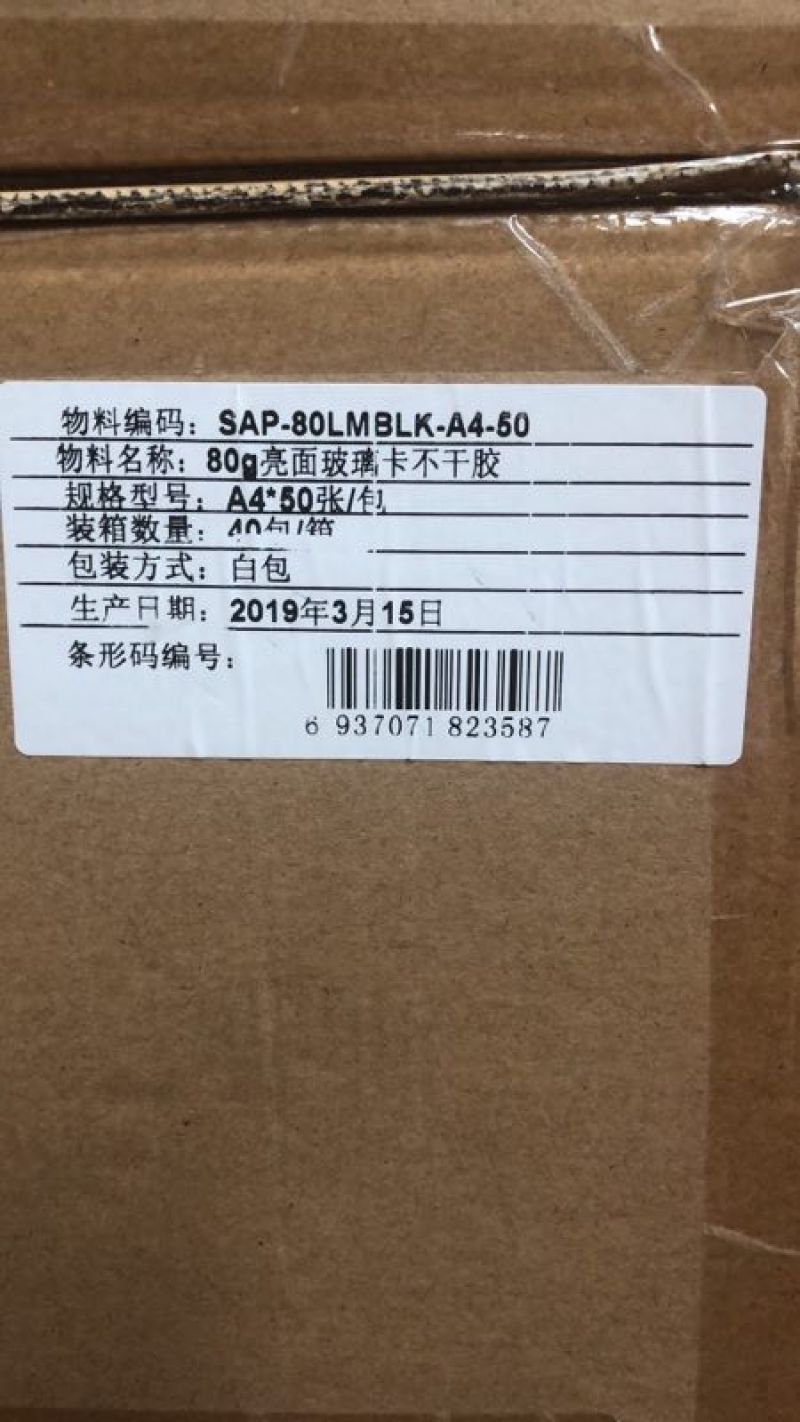 物料编码：SAP-80LMBLK-A4-50
物料名称：80g亮面玻璃卡不干胶
规格型号：A4*50张/包
装箱数量：40包/箱
包装方式：白包
生产日期：2019年3月15日
条形码编号：
6 937071 823587